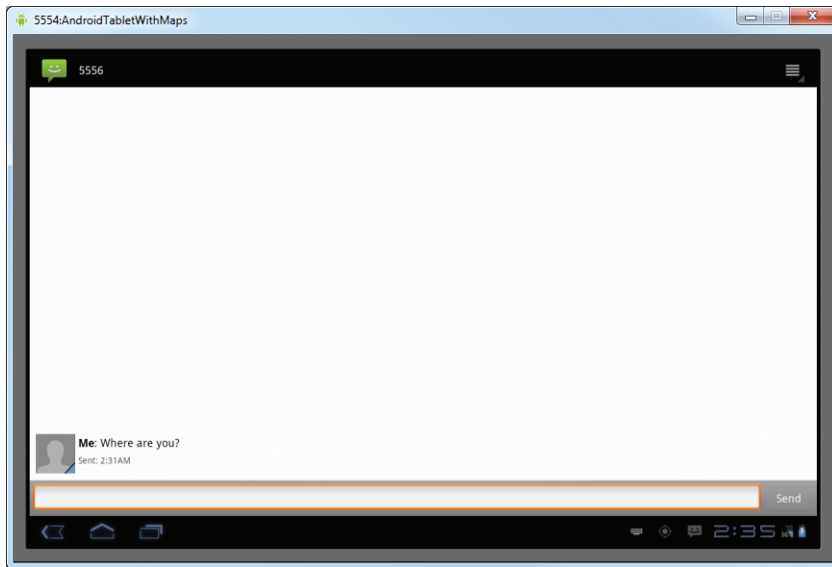 5554:AndroidTabletWithMaps
5556
Me: Where are you?
Sent: 2:31AM
Send
2:35